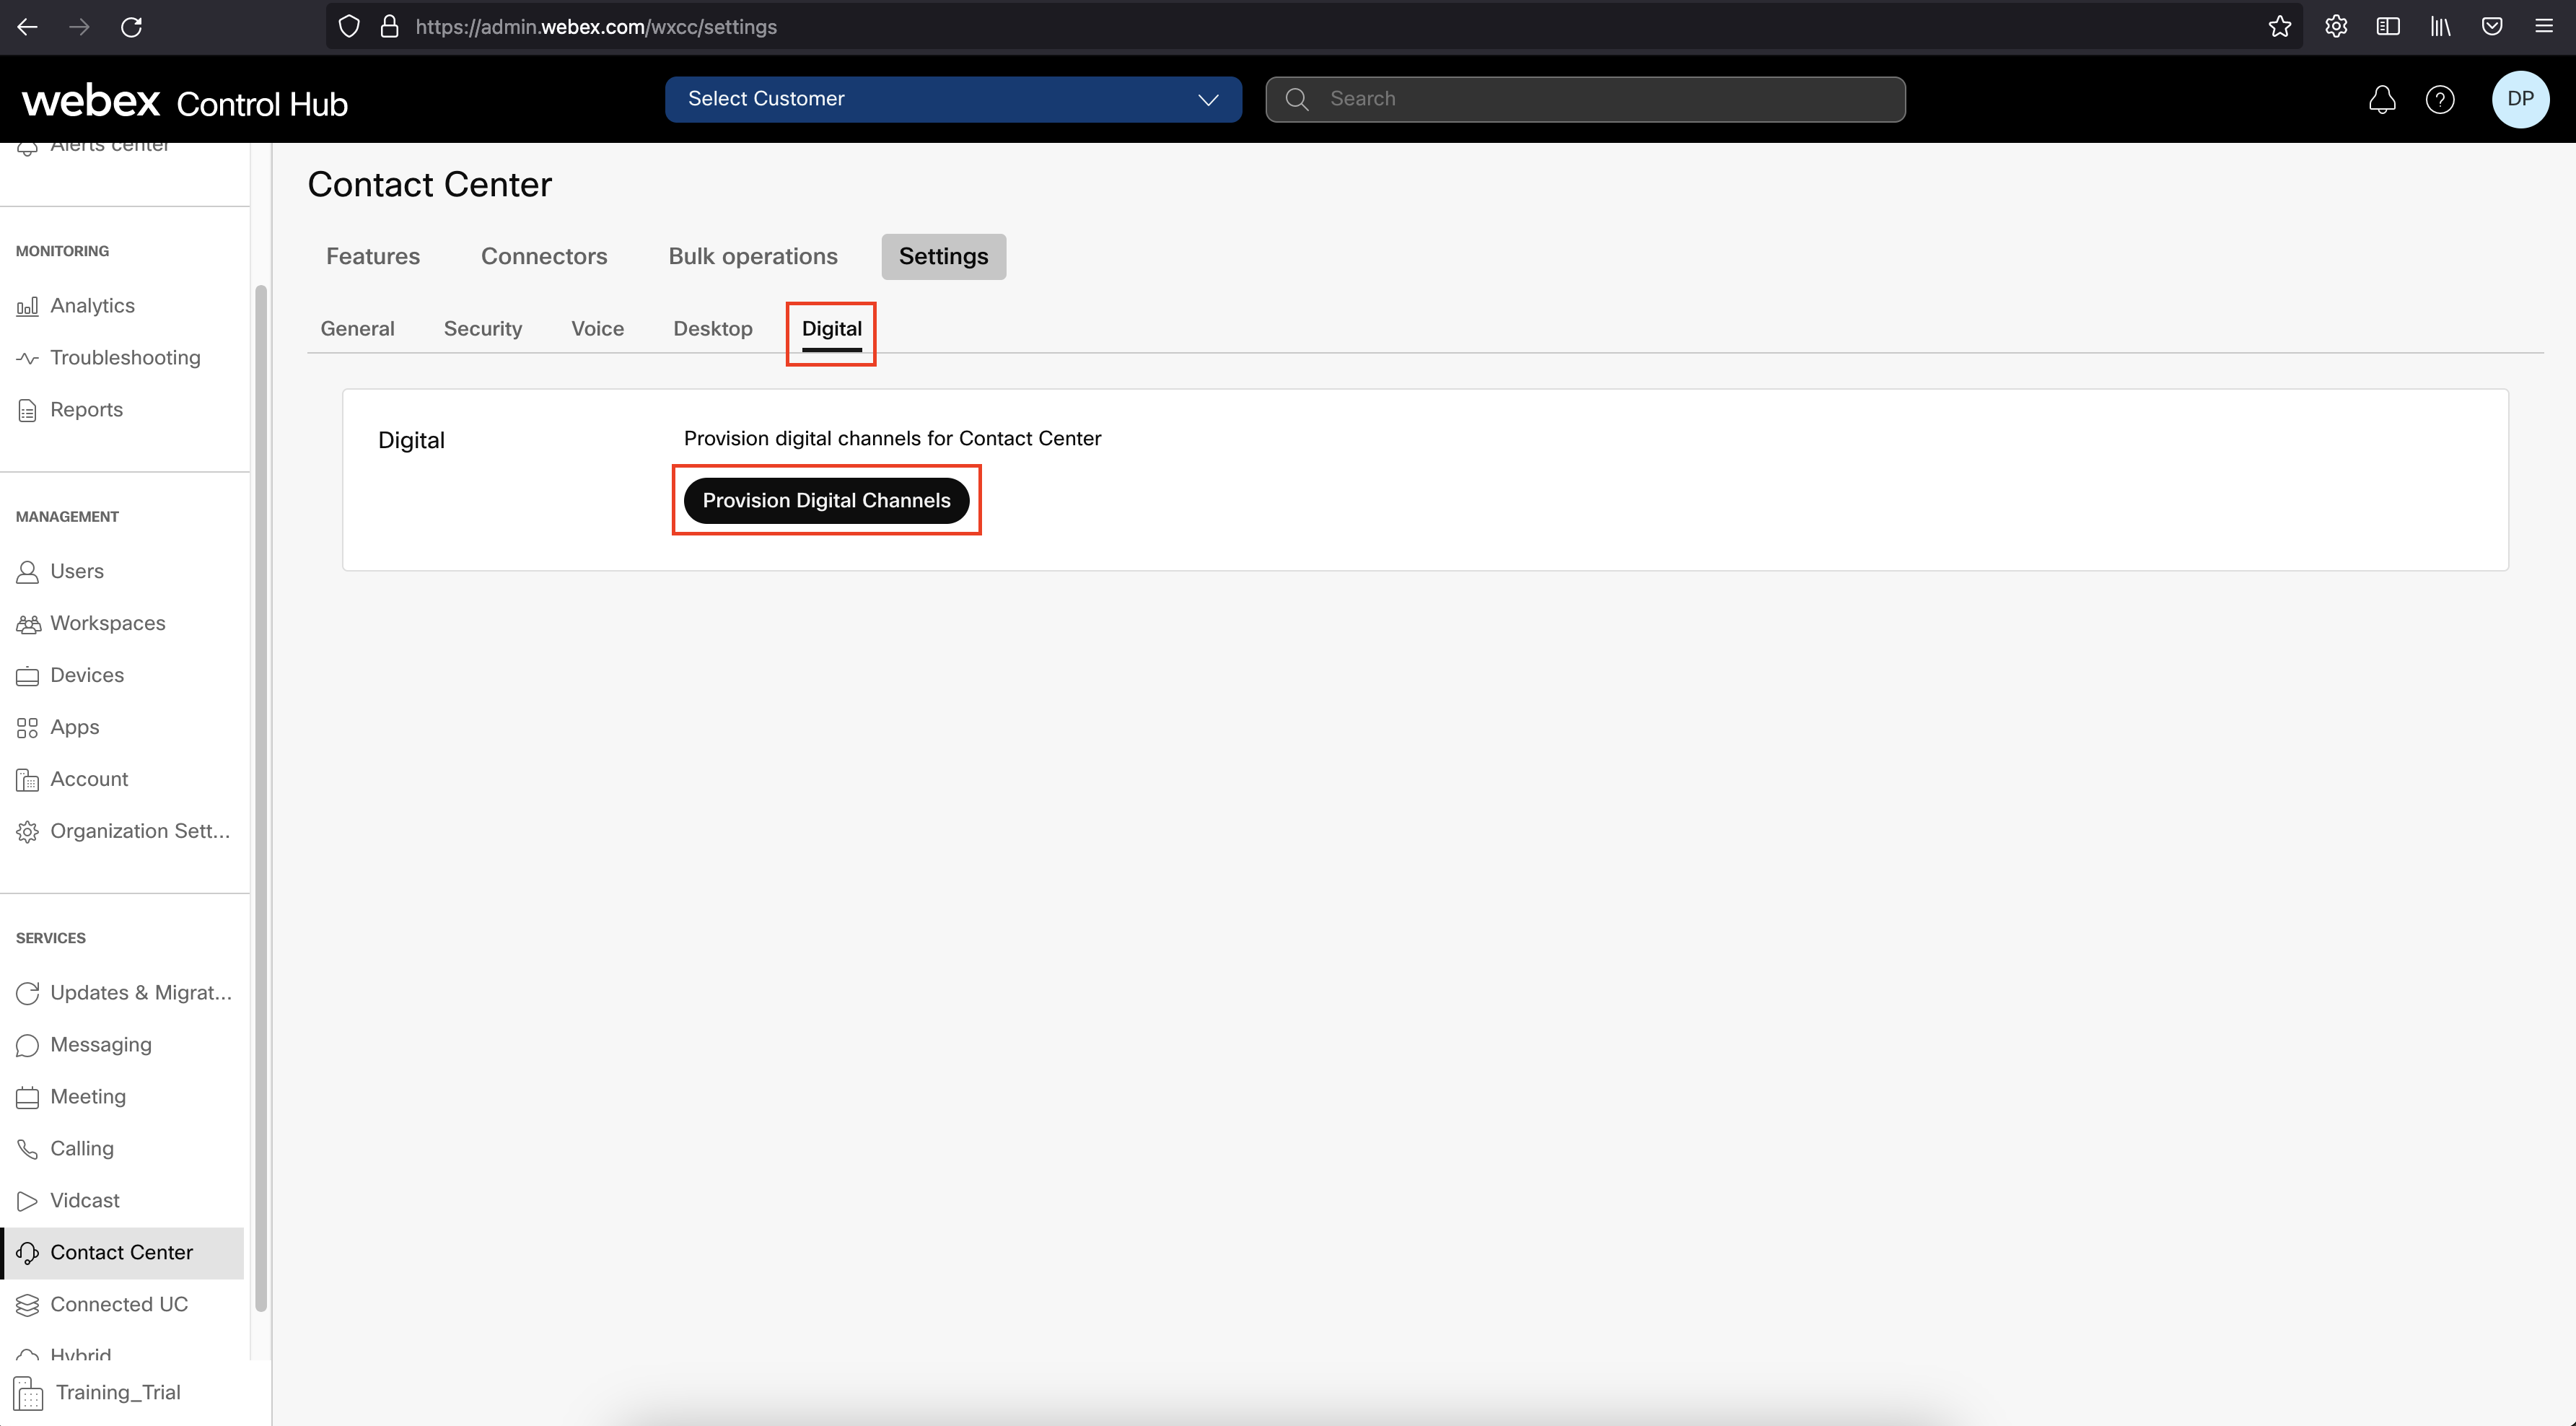 https://admin.webex.com/wxcc/settings
webex Control Hub
Select Customer
Search
DP
Alerts center
MONITORING
Analytics
Troubleshooting
Reports
MANAGEMENT
Users
Workspaces
Devices
Apps
Account
Organization Sett...
SERVICES
Updates & Migrat...
Messaging
Meeting
Calling
Vidcast
Contact Center
Connected UC
Hybrid
Training_Trial
Contact Center
Features Connectors Bulk operations Settings
General Security Voice Desktop Digital
Digital
Provision digital channels for Contact Center
Provision Digital Channels